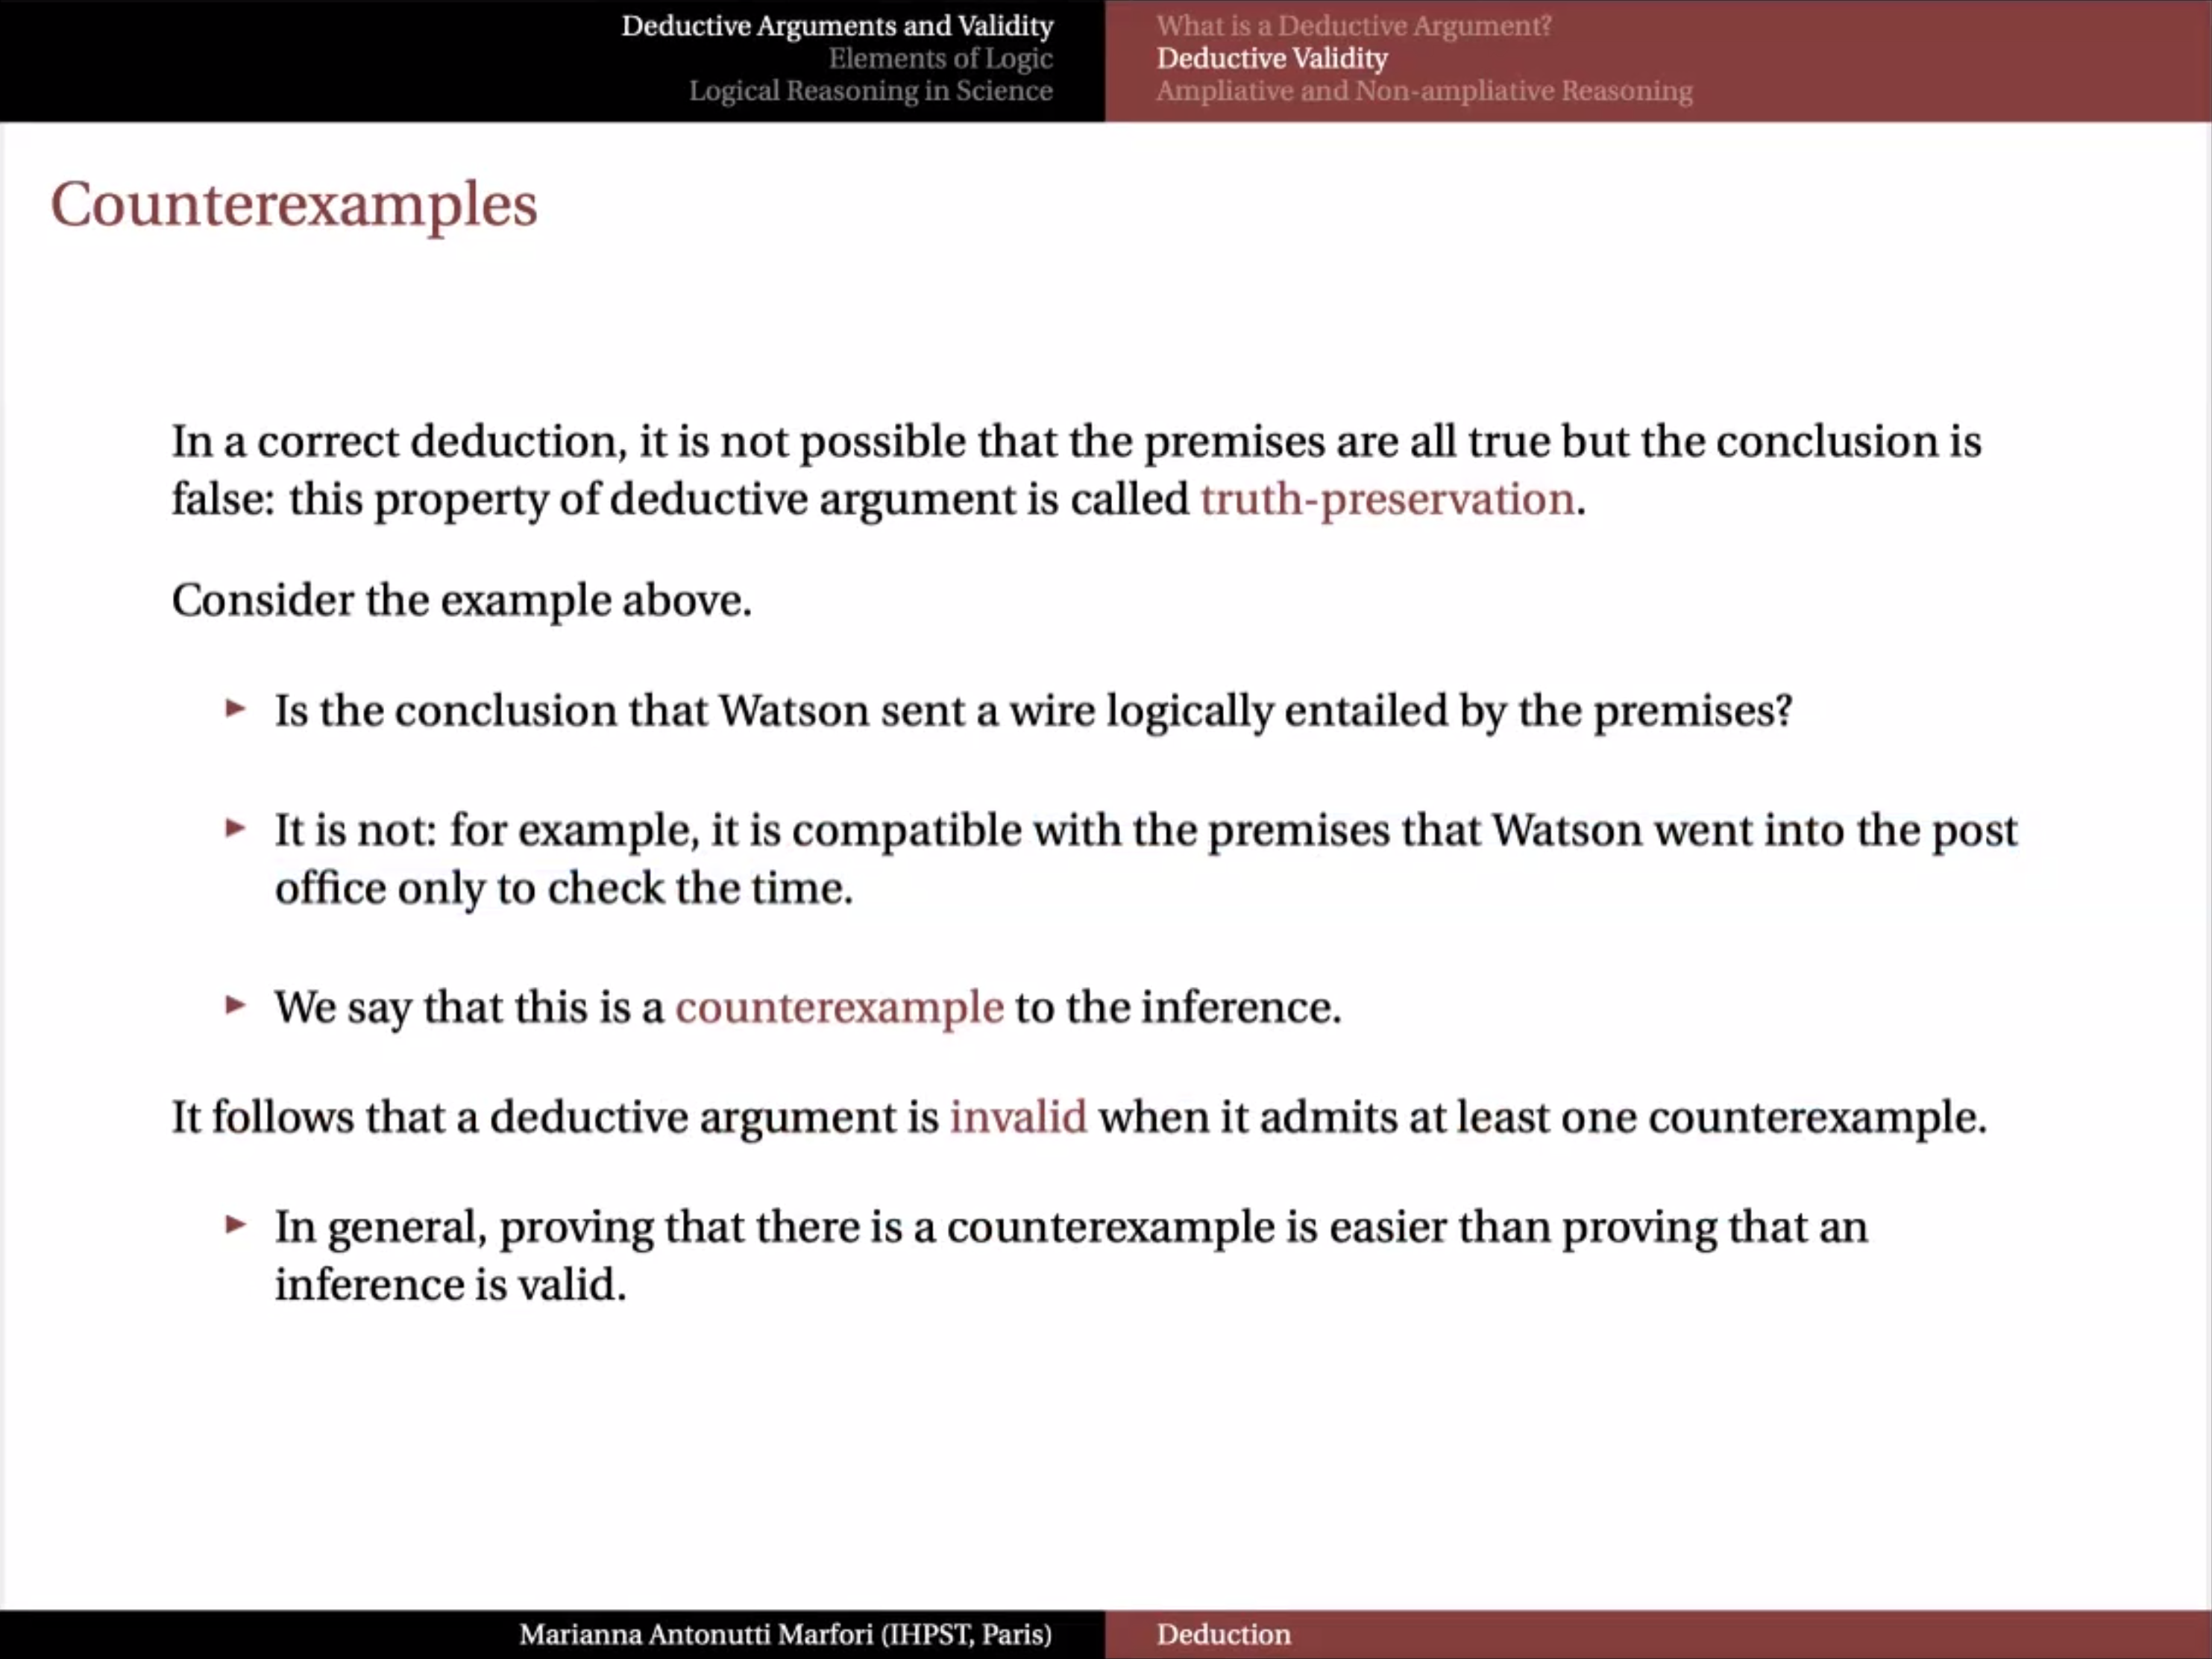 Deductive Arguments and Validity
Elements of Logic
Logical Reasoning in Science
What is a Deductive Argument?
Deductive Validity
Ampliative and Non-ampliative Reasoning
Counterexamples
In a correct deduction, it is not possible that the premises are all true but the conclusion is
false: this property of deductive argument is called truth-preservation.
Consider the example above.
► Is the conclusion that Watson sent a wire logically entailed by the premises?
► It is not: for example, it is compatible with the premises that Watson went into the post
office only to check the time.
► We say that this is a counterexample to the inference.
It follows that a deductive argument is invalid when it admits at least one counterexample.
► In general, proving that there is a counterexample is easier than proving that an
inference is valid.
Marianna Antonutti Marfori (IHPST, Paris)
Deduction